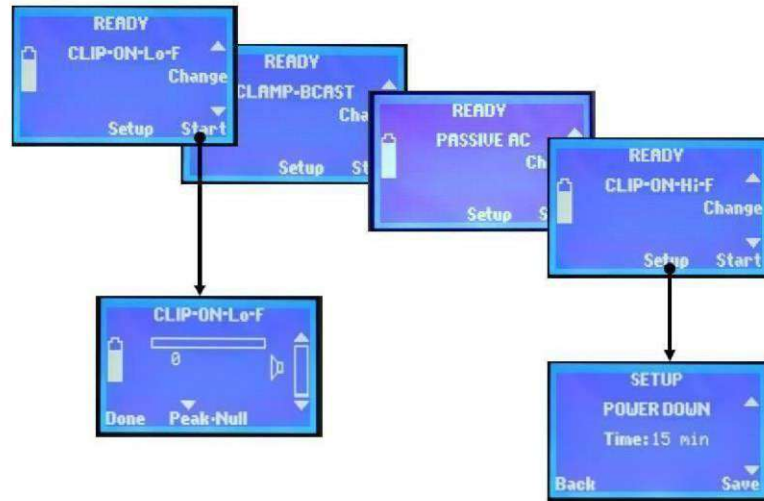 READY
CLIP-ON-Lo-F
Change
Setup Start
READY
CLAMP-BCAST
Cha
Setup St
READY
PASSIVE AC
Ch
Setup S
READY
CLIP-ON-Hi-F
Change
Setup Start
CLIP-ON-Lo-F
0
Done Peak-Null
SETUP
POWER DOWN
Time: 15 min
Back Save